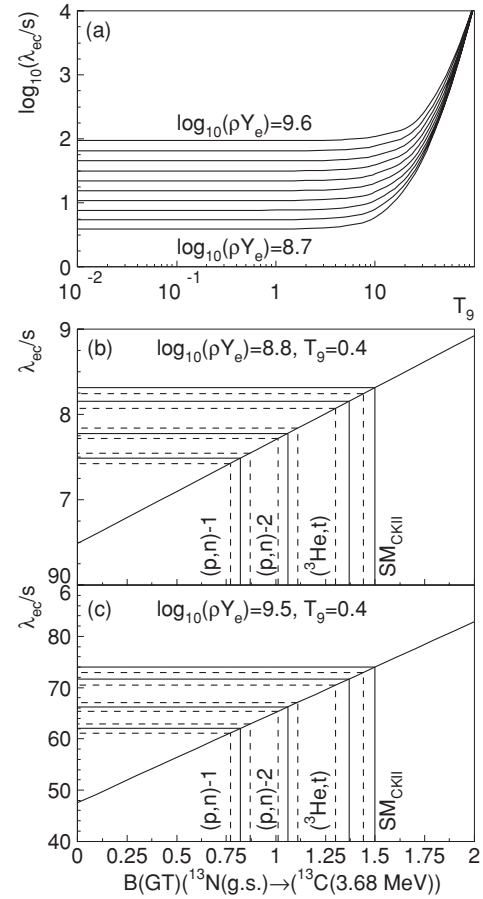 (a)
log₁₀(λec/s)
4
3
2
1
0
log₁₀(ρYe)=9.6
log₁₀(ρYe)=8.7
10⁻² 10⁻¹ 1 10
T₉
(b) log₁₀(ρYe)=8.8, T₉=0.4
λec/s
9
8
7
6
(p,n)-1
(p,n)-2
(³He,t)
SM_CKII
(c) log₁₀(ρYe)=9.5, T₉=0.4
λec/s
90
80
70
60
50
40
(p,n)-1
(p,n)-2
(³He,t)
SM_CKII
0 0.25 0.5 0.75 1 1.25 1.5 1.75 2
B(GT)(¹³N(g.s.)→(¹³C(3.68 MeV))